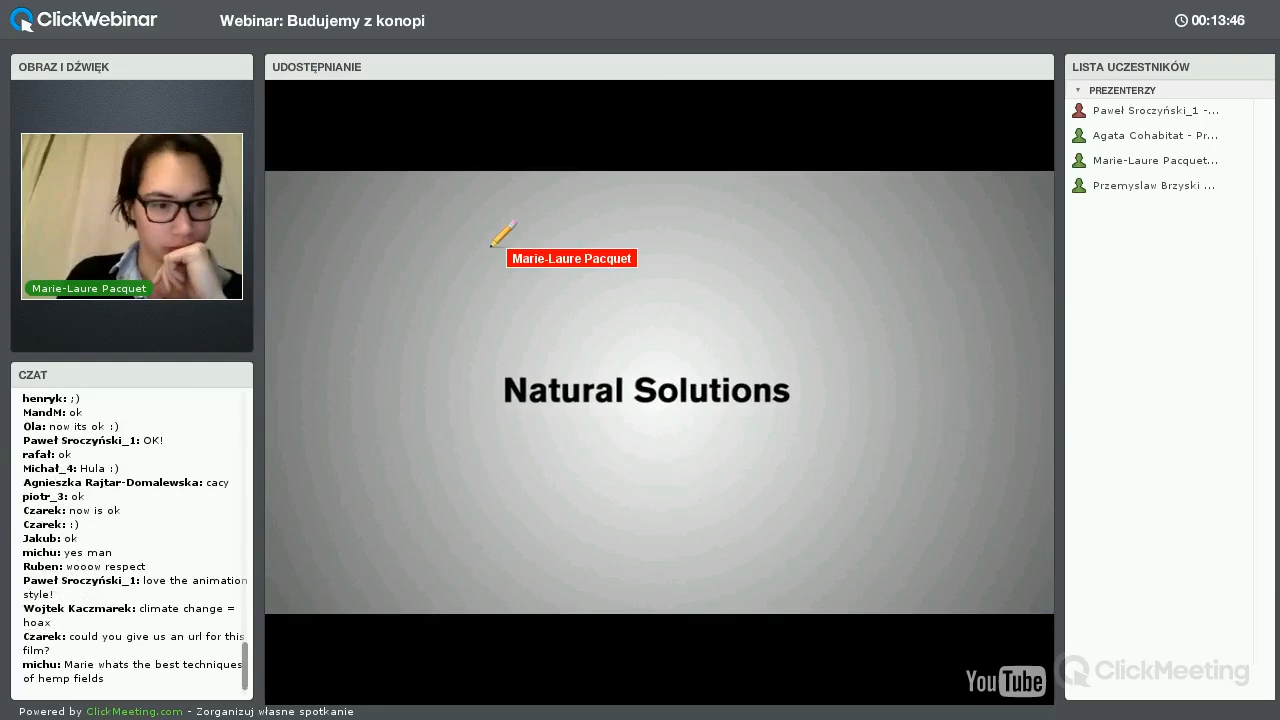 ClickWebinar
Webinar: Budujemy z konopi
00:13:46
OBRAZ I DŹWIĘK
Marie-Laure Pacquet
CZAT
henryk: ;)
MandM: ok
Ola: now its ok :)
Paweł Sroczyński_1: OK!
rafał: ok
Michał_4: Hula :)
Agnieszka Rajtar-Domalewska: cacy
piotr_3: ok
Czarek: now is ok
Czarek: :)
Jakub: ok
michu: yes man
Ruben: wooow respect
Paweł Sroczyński_1: love the animation
style!
Wojtek Kaczmarek: climate change =
hoax
Czarek: could you give us an url for this
film?
michu: Marie whats the best techniques
of hemp fields
UDOSTĘPNIANIE
Marie-Laure Pacquet
Natural Solutions
YouTube
LISTA UCZESTNIKÓW
PREZENTERZY
Paweł Sroczyński_1 -...
Agata Cohabitat - Pr...
Marie-Laure Pacquet...
Przemyslaw Brzyski ...
ClickMeeting
Powered by ClickMeeting.com - Zorganizuj własne spotkanie